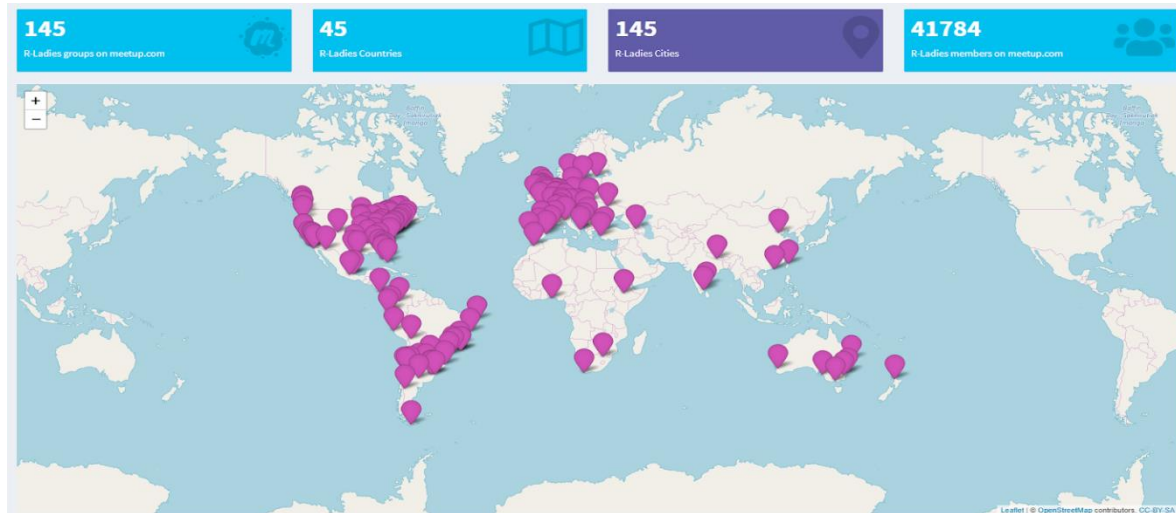 145
R-Ladies groups on meetup.com
45
R-Ladies Countries
145
R-Ladies Cities
41784
R-Ladies members on meetup.com
+
−
Leaflet | © OpenStreetMap contributors, CC-BY-SA